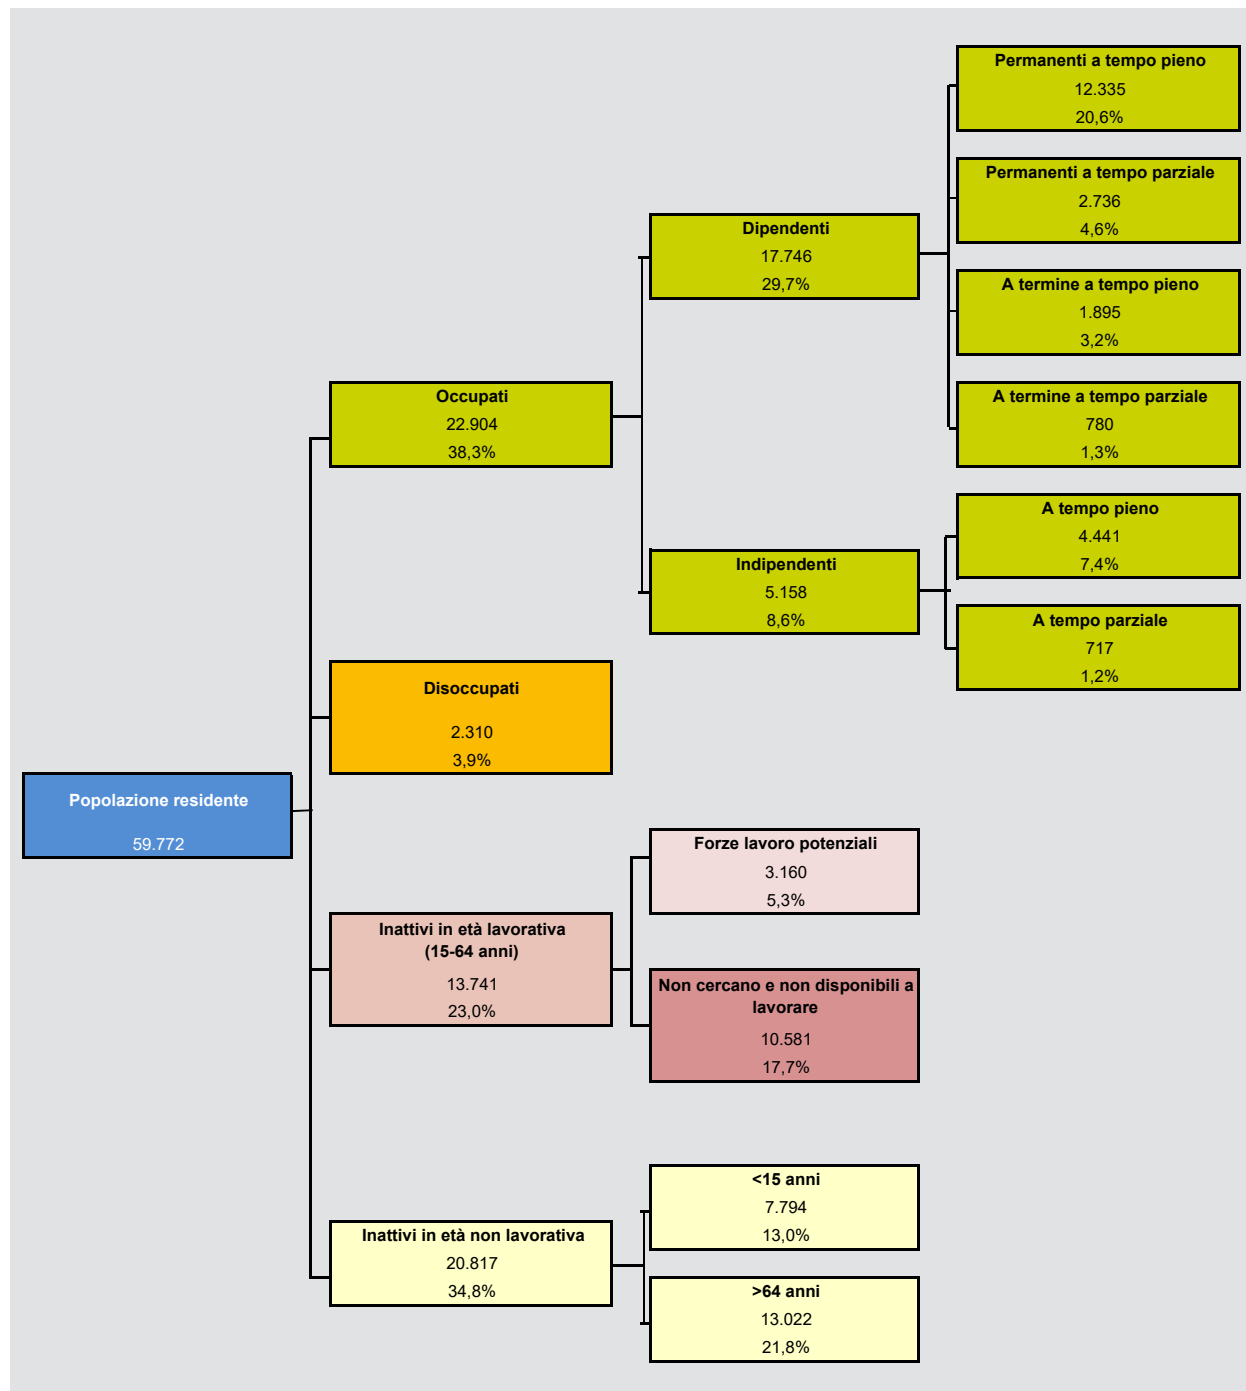 Permanenti a tempo pieno
12.335
20,6%
Permanenti a tempo parziale
2.736
4,6%
Dipendenti
17.746
29,7%
A termine a tempo pieno
1.895
3,2%
Occupati
22.904
38,3%
A termine a tempo parziale
780
1,3%
A tempo pieno
4.441
7,4%
Indipendenti
5.158
8,6%
A tempo parziale
717
1,2%
Disoccupati
2.310
3,9%
Popolazione residente
59.772
Forze lavoro potenziali
3.160
5,3%
Inattivi in età lavorativa
(15-64 anni)
13.741
23,0%
Non cercano e non disponibili a
lavorare
10.581
17,7%
<15 anni
7.794
13,0%
Inattivi in età non lavorativa
20.817
34,8%
>64 anni
13.022
21,8%